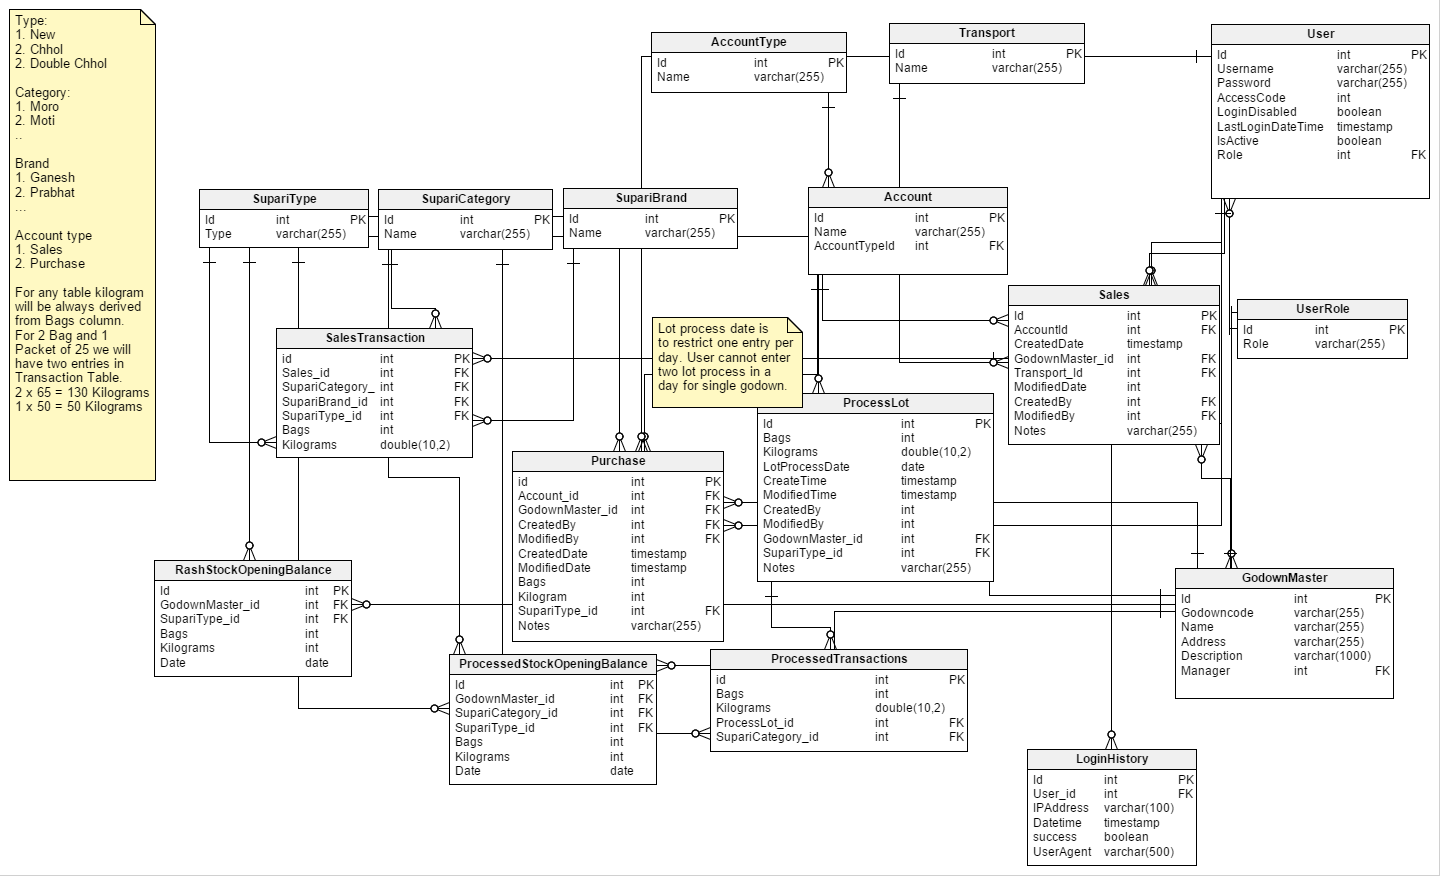 Type:
1. New
2. Chhol
2. Double Chhol
Category:
1. Moro
2. Moti
..
Brand
1. Ganesh
2. Prabhat
...
Account type
1. Sales
2. Purchase
For any table kilogram
will be always derived
from Bags column.
For 2 Bag and 1
Packet of 25 we will
have two entries in
Transaction Table.
2 x 65 = 130 Kilograms
1 x 50 = 50 Kilograms
AccountType
Id int PK
Name varchar(255)
Transport
Id int PK
Name varchar(255)
User
Id int PK
Username varchar(255)
Password varchar(255)
AccessCode int
LoginDisabled boolean
LastLoginDateTime timestamp
IsActive boolean
Role int FK
SupariType
Id int PK
Type varchar(255)
SupariCategory
Id int PK
Name varchar(255)
SupariBrand
Id int PK
Name varchar(255)
Account
Id int PK
Name varchar(255)
AccountTypeId int FK
Sales
Id int PK
AccountId int FK
CreatedDate timestamp
GodownMaster_id int FK
Transport_Id int FK
ModifiedDate int
CreatedBy int FK
ModifiedBy int FK
Notes varchar(255)
UserRole
Id int PK
Role varchar(255)
SalesTransaction
id int PK
Sales_id int FK
SupariCategory_ int FK
SupariBrand_id int FK
SupariType_id int FK
Bags int
Kilograms double(10,2)
Lot process date is
to restrict one entry per
day. User cannot enter
two lot process in a
day for single godown.
ProcessLot
Id int PK
Bags int
Kilograms double(10,2)
LotProcessDate date
CreateTime timestamp
ModifiedTime timestamp
CreatedBy int
ModifiedBy int
GodownMaster_id int FK
SupariType_id int FK
Notes varchar(255)
Purchase
id int PK
Account_id int FK
GodownMaster_id int FK
CreatedBy int FK
ModifiedBy int FK
CreatedDate timestamp
ModifiedDate timestamp
Bags int
Kilogram int
SupariType_id int FK
Notes varchar(255)
RashStockOpeningBalance
Id int PK
GodownMaster_id int FK
SupariType_id int FK
Bags int
Kilograms int
Date date
GodownMaster
Id int PK
Godowncode varchar(255)
Name varchar(255)
Address varchar(255)
Description varchar(1000)
Manager int FK
ProcessedStockOpeningBalance
Id int PK
GodownMaster_id int FK
SupariCategory_id int FK
SupariType_id int FK
Bags int
Kilograms int
Date date
ProcessedTransactions
id int PK
Bags int
Kilograms double(10,2)
ProcessLot_id int FK
SupariCategory_id int FK
LoginHistory
Id int PK
User_id int FK
IPAddress varchar(100)
Datetime timestamp
success boolean
UserAgent varchar(500)